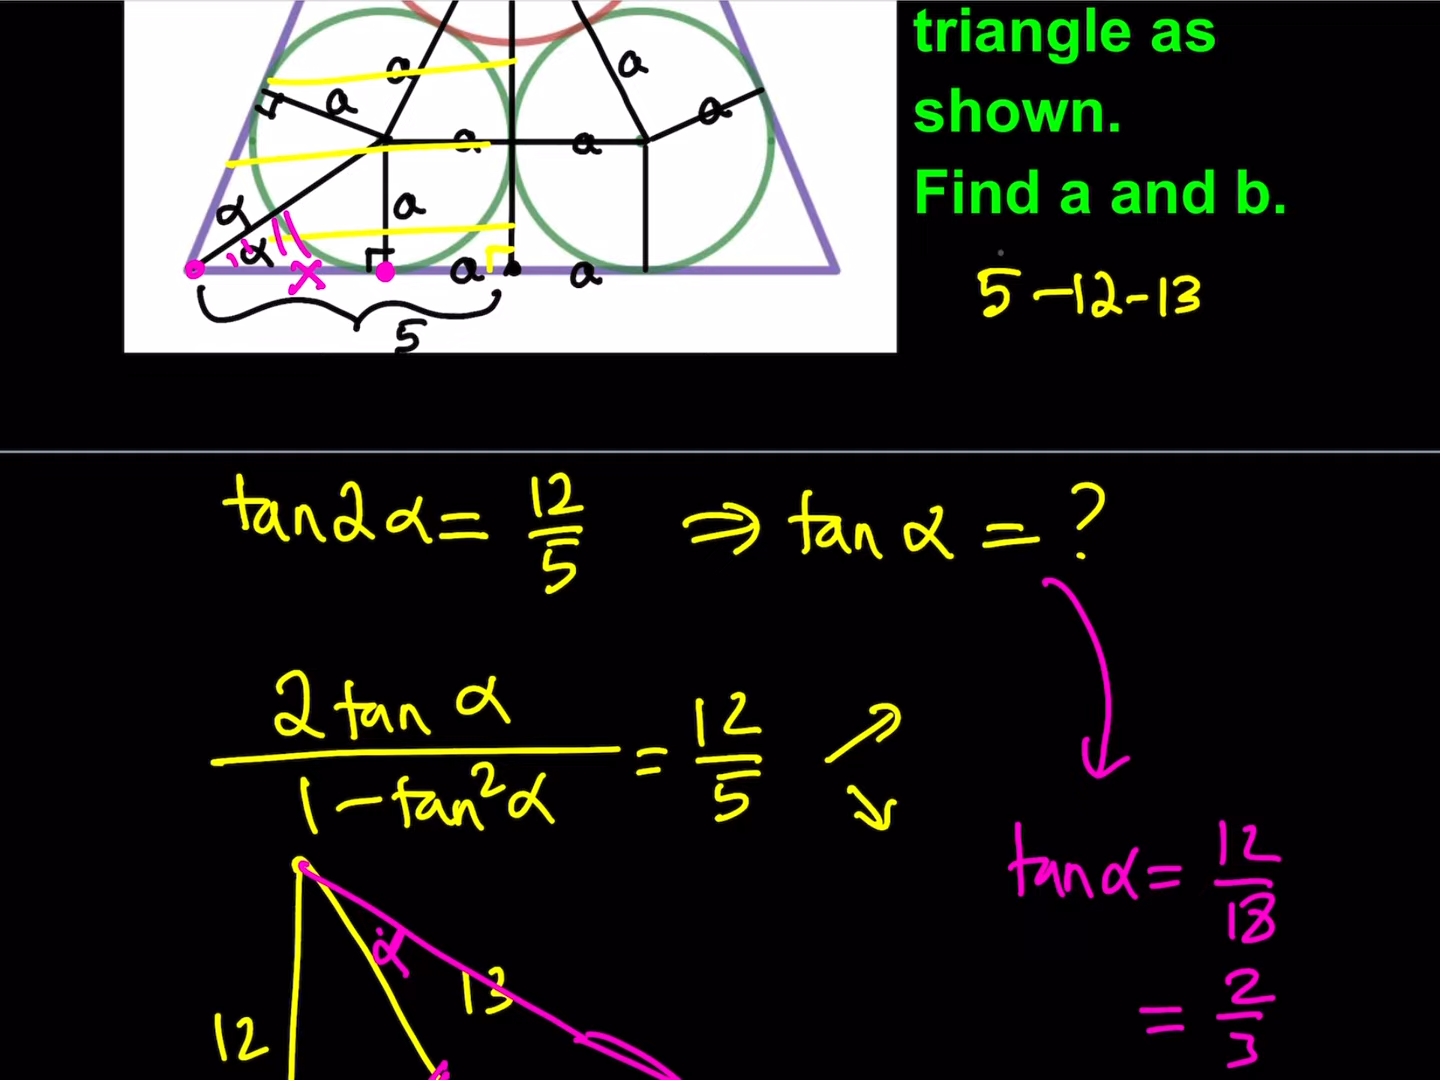 triangle as
shown.
Find a and b.
5-12-13
a a
a a
a a
α a
α x a a
5
tan2α = 12/5 ⇒ tan α = ?
2 tan α / 1 - tan²α = 12/5
tan α = 12/18
= 2/3
α
13
12